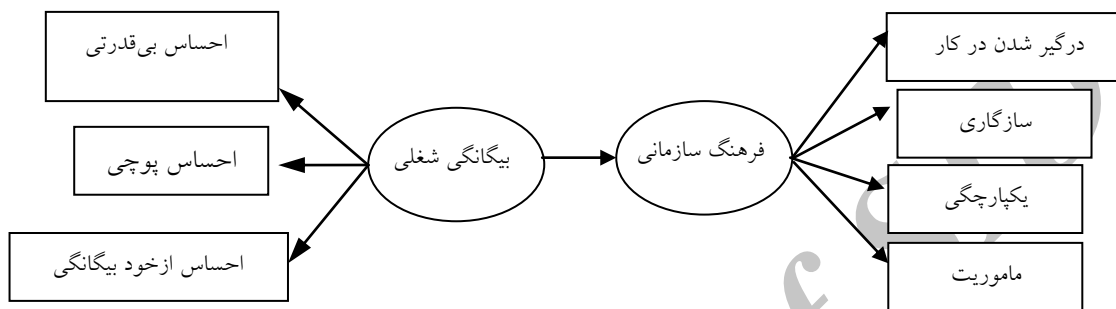 درگیر شدن در کار
احساس بی‌قدرتی
سازگاری
فرهنگ سازمانی
بیگانگی شغلی
احساس پوچی
یکپارچگی
ماموریت
احساس ازخود بیگانگی